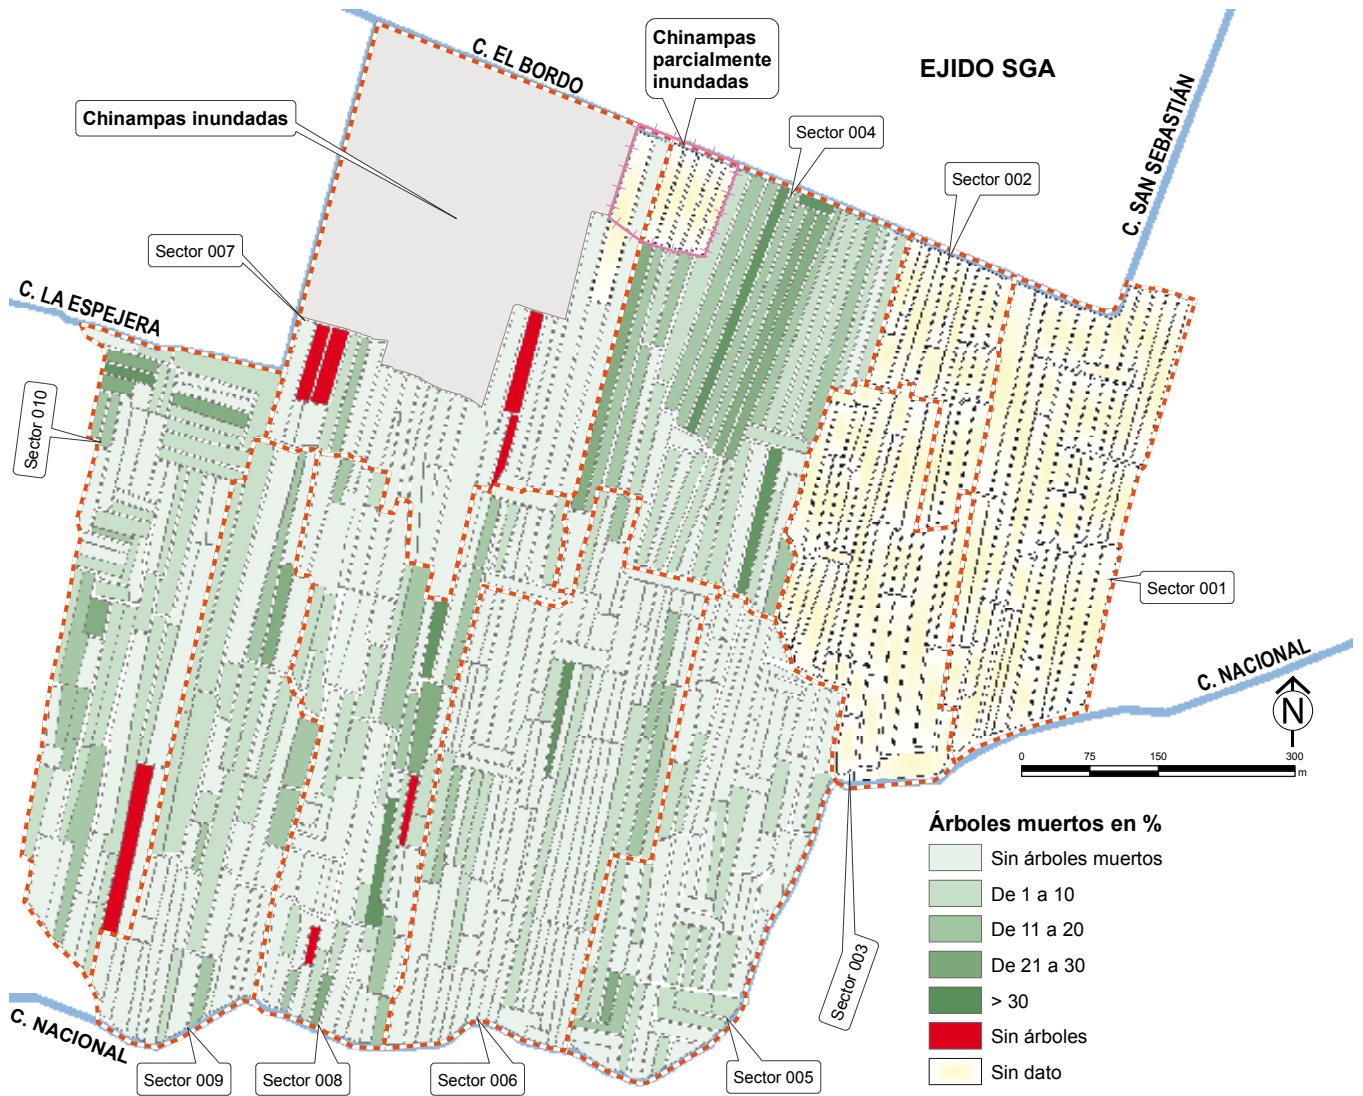 C. EL BORDO
Chinampas
parcialmente
inundadas
EJIDO SGA
Chinampas inundadas
Sector 004
Sector 002
C. SAN SEBASTIÁN
Sector 007
C. LA ESPEJERA
Sector 010
Sector 001
C. NACIONAL
N
0 75 150 300
m
Árboles muertos en %
Sin árboles muertos
De 1 a 10
De 11 a 20
De 21 a 30
> 30
Sin árboles
Sin dato
Sector 003
C. NACIONAL
Sector 009
Sector 008
Sector 006
Sector 005